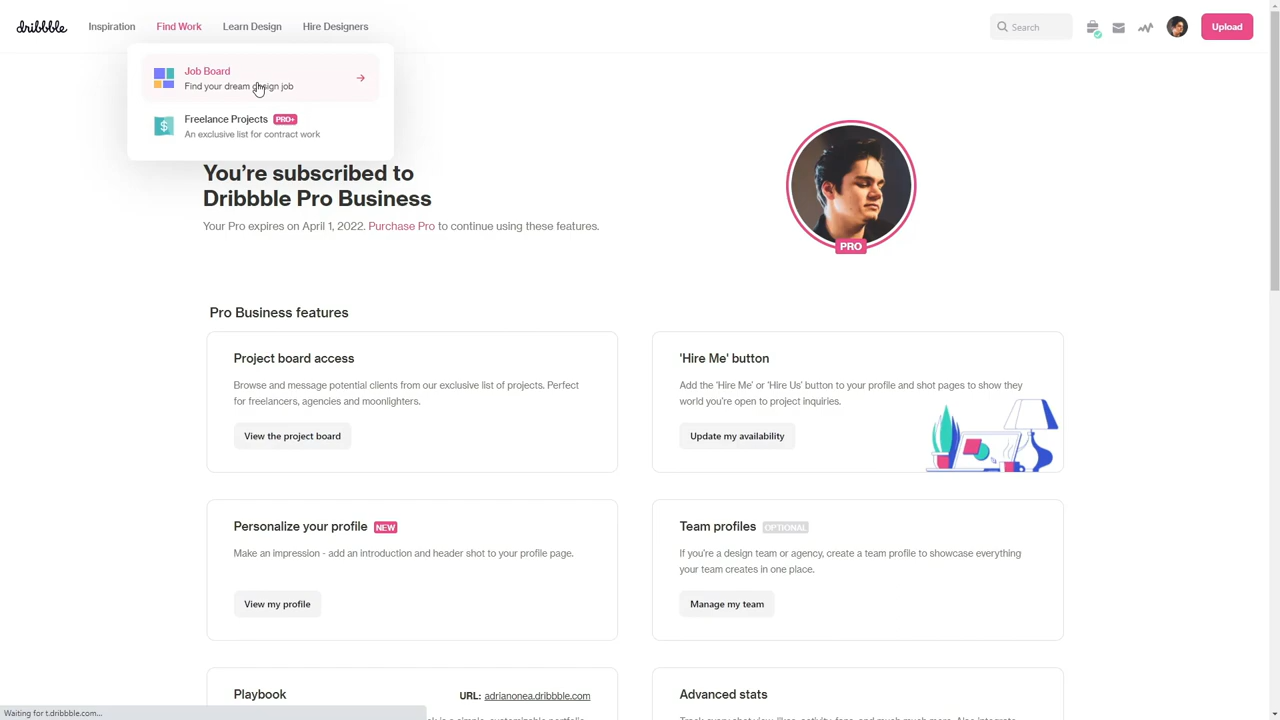 dribbble
Inspiration
Find Work
Learn Design
Hire Designers
Search
Upload
Job Board
Find your dream design job
Freelance Projects PRO+
An exclusive list for contract work
You're subscribed to
Dribbble Pro Business
Your Pro expires on April 1, 2022. Purchase Pro to continue using these features.
PRO
Pro Business features
Project board access
Browse and message potential clients from our exclusive list of projects. Perfect
for freelancers, agencies and moonlighters.
View the project board
'Hire Me' button
Add the 'Hire Me' or 'Hire Us' button to your profile and shot pages to show they
world you're open to project inquiries.
Update my availability
Personalize your profile NEW
Make an impression - add an introduction and header shot to your profile page.
View my profile
Team profiles OPTIONAL
If you're a design team or agency, create a team profile to showcase everything
your team creates in one place.
Manage my team
Playbook
URL: adrianonea.dribbble.com
Advanced stats
Waiting for t.dribbble.com...